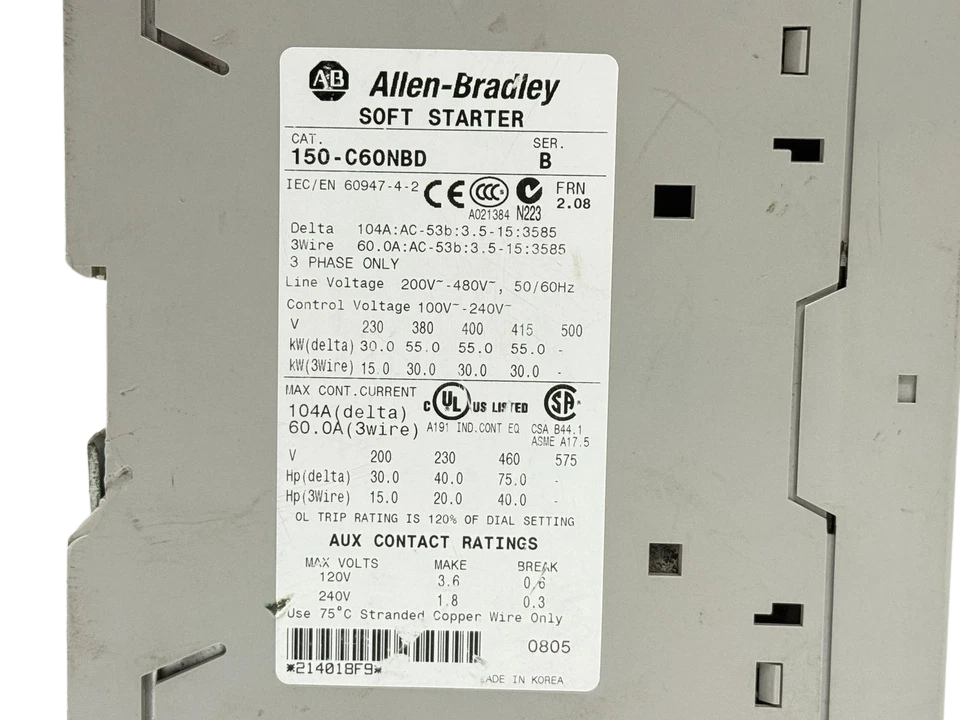 AB Allen-Bradley
SOFT STARTER
CAT. SER.
150-C60NBD B
IEC/EN 60947-4-2 CE CCC FRN
A021384 N223 2.08
Delta 104A:AC-53b:3.5-15:3585
3Wire 60.0A:AC-53b:3.5-15:3585
3 PHASE ONLY
Line Voltage 200V~-480V~, 50/60Hz
Control Voltage 100V~-240V~
V 230 380 400 415 500
kW(delta) 30.0 55.0 55.0 55.0 -
kW(3Wire) 15.0 30.0 30.0 30.0 -
MAX CONT.CURRENT
104A(delta) C UL US LISTED SA
60.0A(3wire) A191 IND.CONT EQ CSA B44.1
ASME A17.5
V 200 230 460 575
Hp(delta) 30.0 40.0 75.0 -
Hp(3Wire) 15.0 20.0 40.0 -
OL TRIP RATING IS 120% OF DIAL SETTING
AUX CONTACT RATINGS
MAX VOLTS MAKE BREAK
120V 3.6 0.6
240V 1.8 0.3
Use 75°C Stranded Copper Wire Only
0805
*214018F9*
MADE IN KOREA